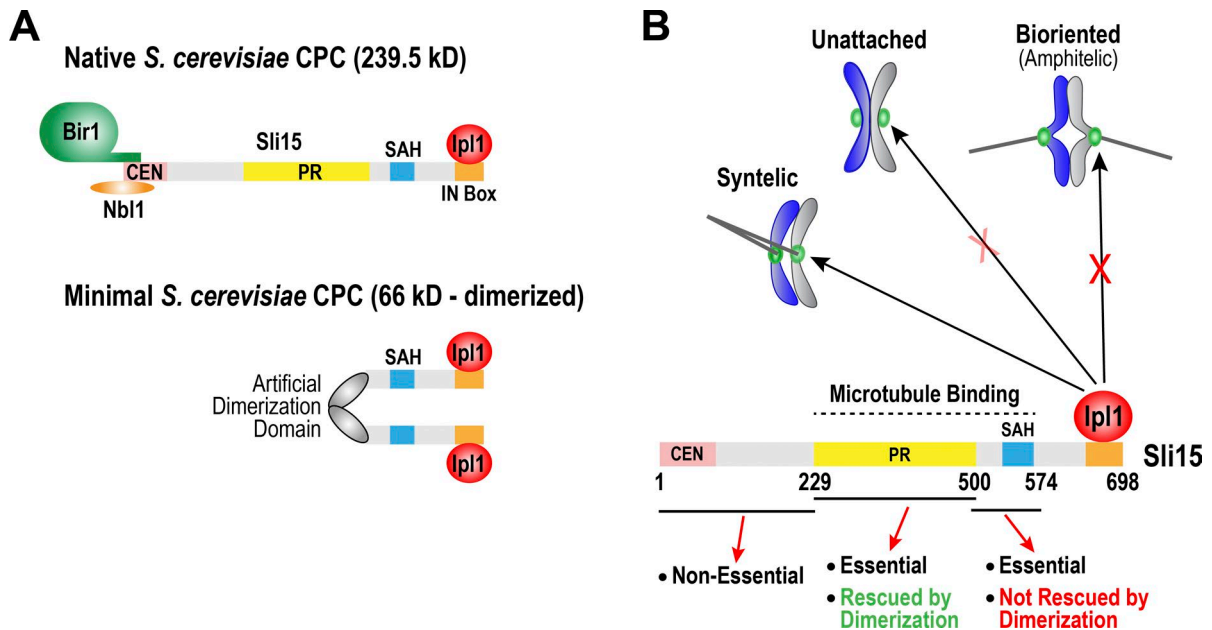 A
Native S. cerevisiae CPC (239.5 kD)
Bir1
Sli15
Ipl1
SAH
CEN
PR
Nbl1
IN Box
Minimal S. cerevisiae CPC (66 kD - dimerized)
SAH
Ipl1
Artificial
Dimerization
Domain
Ipl1
B
Unattached
Bioriented
(Amphitelic)
Syntelic
X
X
Microtubule Binding
Ipl1
SAH
CEN
PR
Sli15
1 229 500 574 698
• Non-Essential
• Essential
• Rescued by
Dimerization
• Essential
• Not Rescued by
Dimerization